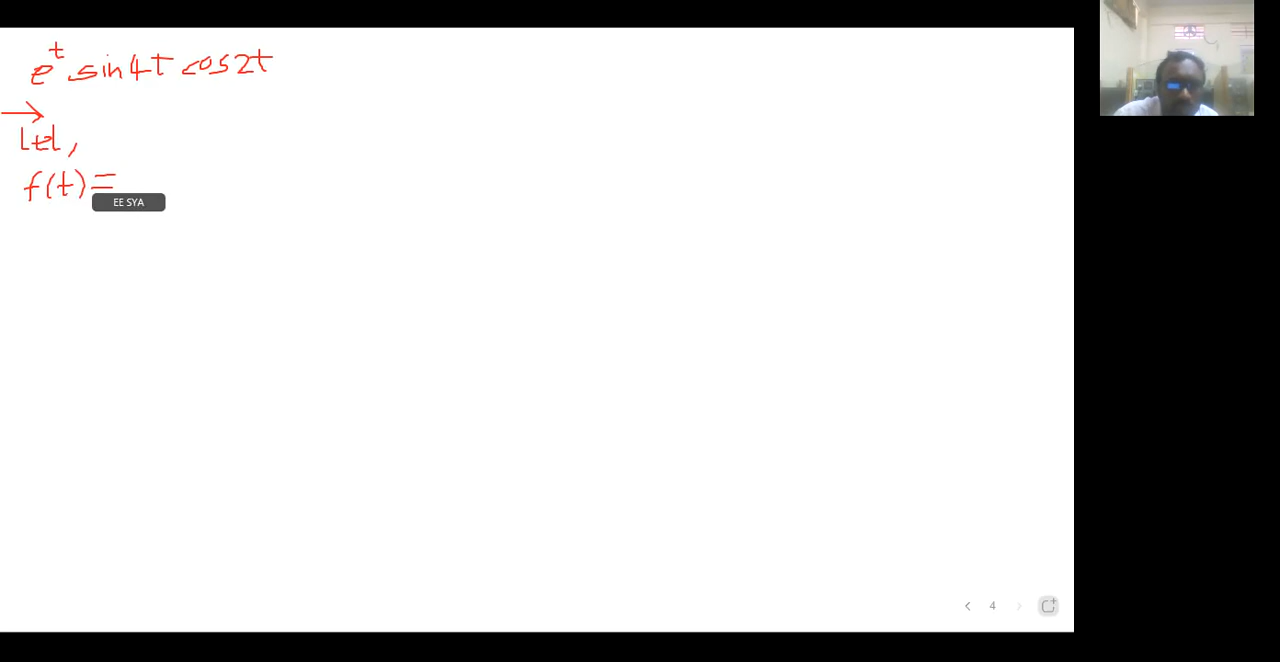 e^t sin4t cos2t
→
let,
f(t)=
EE SYA
4